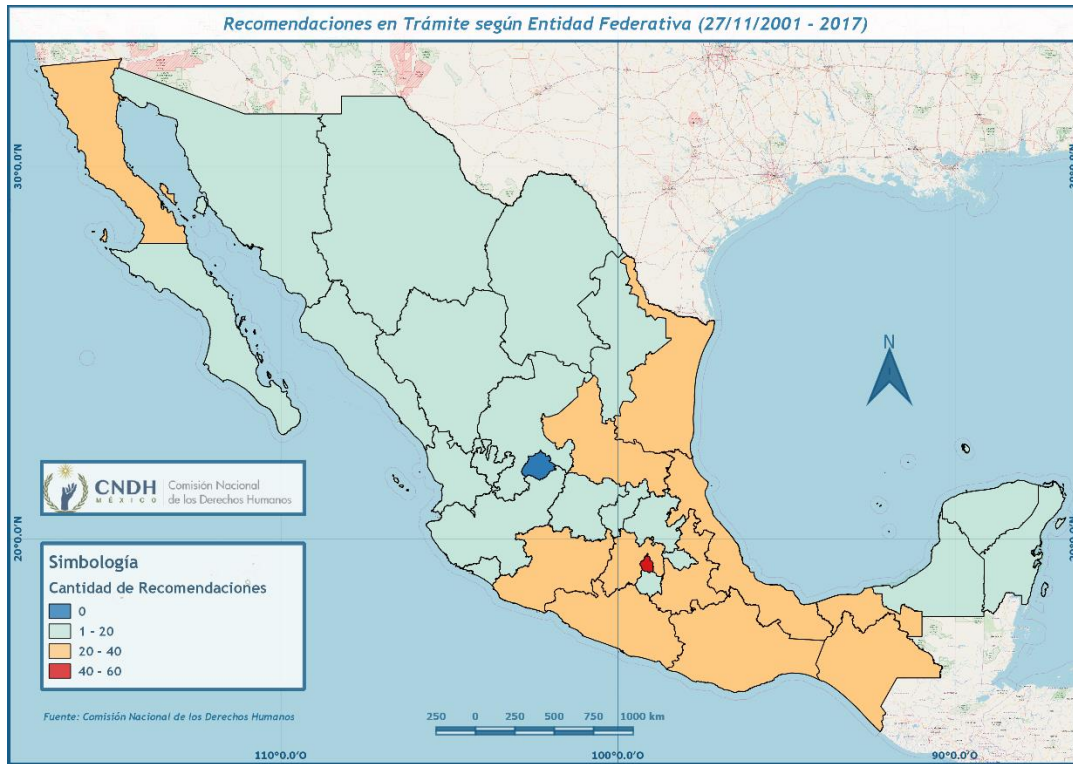 Recomendaciones en Trámite según Entidad Federativa (27/11/2001 - 2017)
30°0.0'N
20°0.0'N
N
CNDH
MÉXICO
Comisión Nacional
de los Derechos Humanos
Simbología
Cantidad de Recomendaciones
0
1 - 20
20 - 40
40 - 60
Fuente: Comisión Nacional de los Derechos Humanos
250 0 250 500 750 1000 km
110°0.0'O
100°0.0'O
90°0.0'O